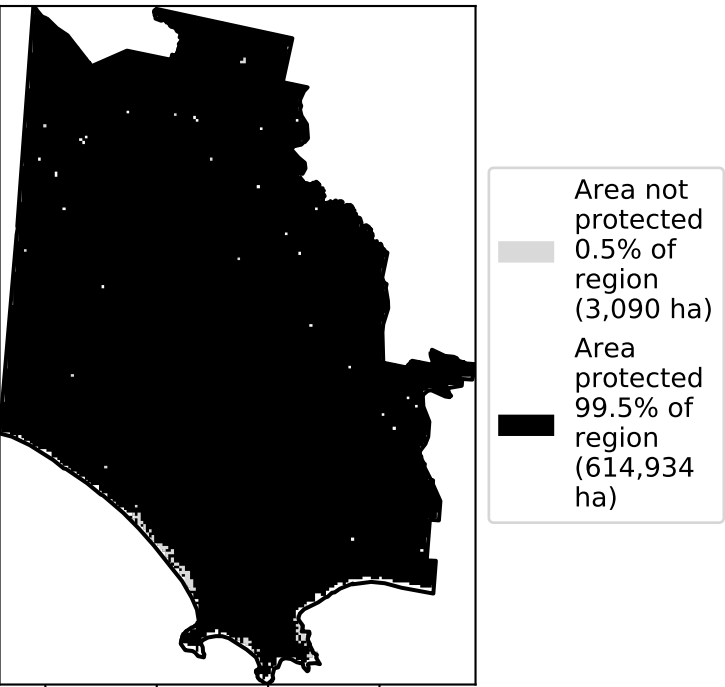 Area not
protected
0.5% of
region
(3,090 ha)
Area
protected
99.5% of
region
(614,934
ha)